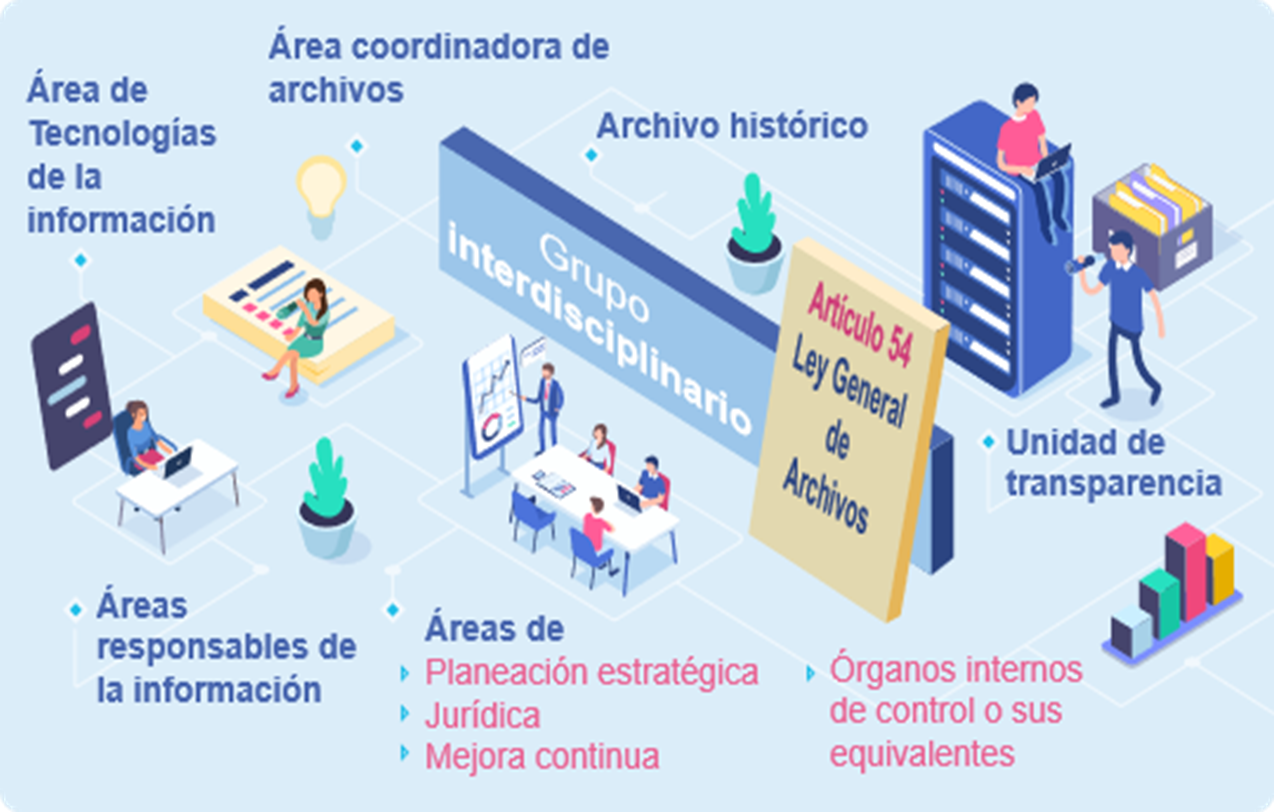 Área coordinadora de
archivos
Área de
Tecnologías
de la
información
Archivo histórico
Grupo
interdisciplinario
Artículo 54
Ley General
de
Archivos
Unidad de
transparencia
Áreas
responsables de
la información
Áreas de
Planeación estratégica
Jurídica
Mejora continua
Órganos internos
de control o sus
equivalentes